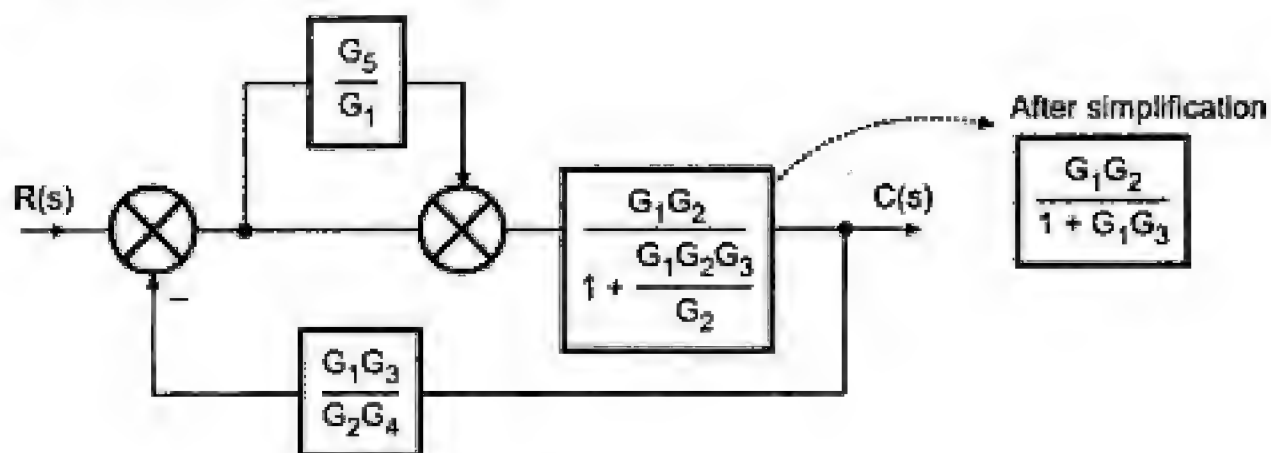 G₅
G₁
After simplification
R(s)
G₁G₂
1 + G₁G₂G₃
G₂
C(s)
G₁G₂
1 + G₁G₃
–
G₁G₃
G₂G₄